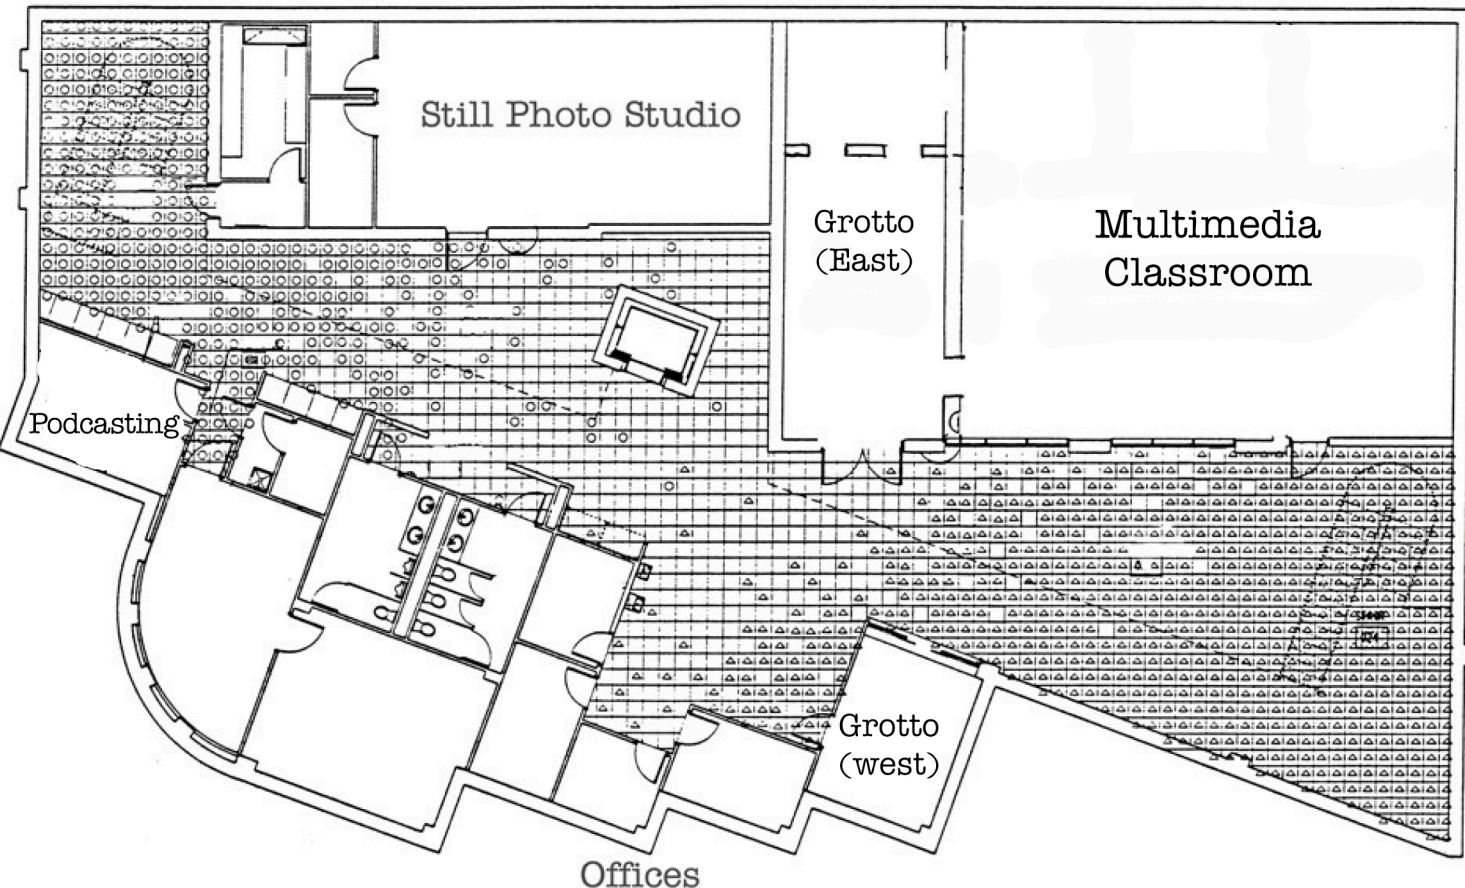 Still Photo Studio
Grotto
(East)
Multimedia
Classroom
Podcasting
Grotto
(west)
Offices